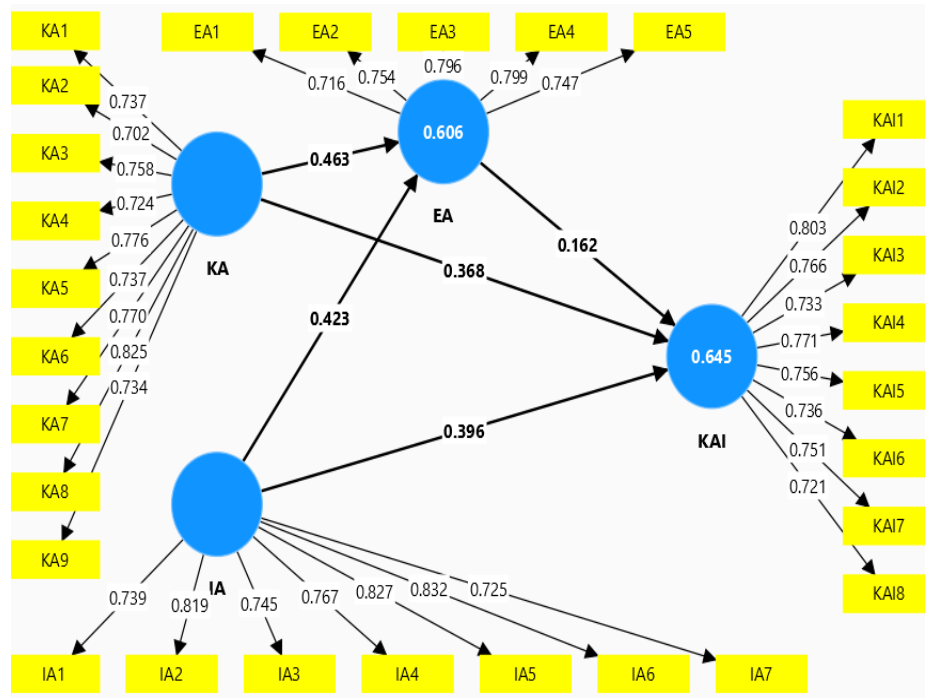 KA1
EA1
EA2
EA3
EA4
EA5
KA2
KA3
KA4
KA5
KA6
KA7
KA8
KA9
0.737
0.702
0.758
0.724
0.776
0.737
0.770
0.825
0.734
0.716
0.754
0.796
0.799
0.747
KA
0.606
EA
0.463
0.368
0.162
0.423
0.396
0.645
KAI
0.803
0.766
0.733
0.771
0.756
0.736
0.751
0.721
KAI1
KAI2
KAI3
KAI4
KAI5
KAI6
KAI7
KAI8
IA
0.739
0.819
0.745
0.767
0.827
0.832
0.725
IA1
IA2
IA3
IA4
IA5
IA6
IA7